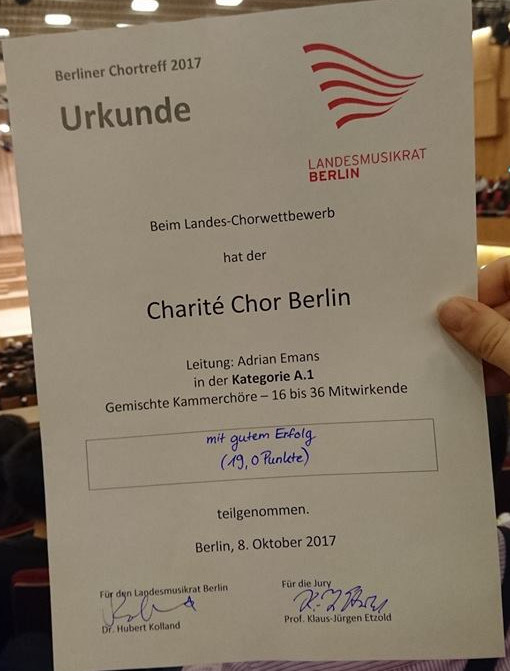 Berliner Chortreff 2017
Urkunde
LANDESMUSIKRAT
BERLIN
Beim Landes-Chorwettbewerb
hat der
Charité Chor Berlin
Leitung: Adrian Emans
in der Kategorie A.1
Gemischte Kammerchöre – 16 bis 36 Mitwirkende
mit gutem Erfolg
(19,0 Punkte)
teilgenommen.
Berlin, 8. Oktober 2017
Für den Landesmusikrat Berlin
Dr. Hubert Kolland
Für die Jury
Prof. Klaus-Jürgen Etzold